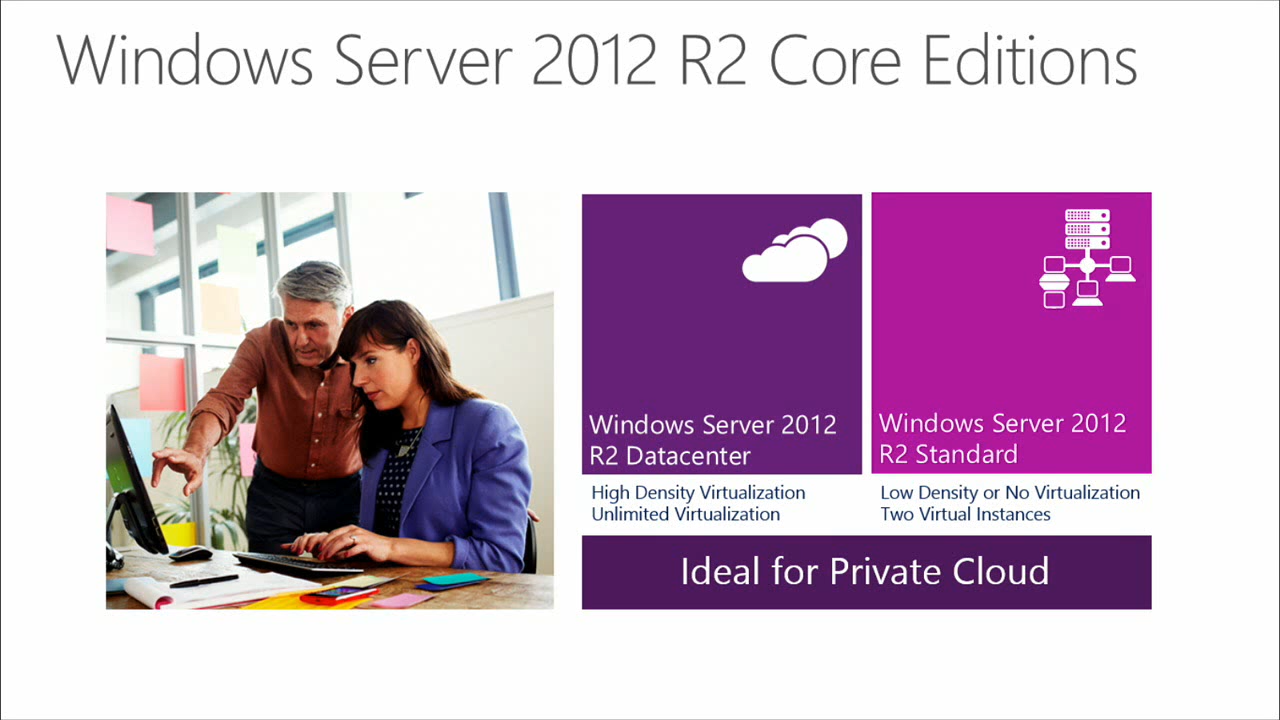 Windows Server 2012 R2 Core Editions
Windows Server 2012
R2 Datacenter
High Density Virtualization
Unlimited Virtualization
Windows Server 2012
R2 Standard
Low Density or No Virtualization
Two Virtual Instances
Ideal for Private Cloud